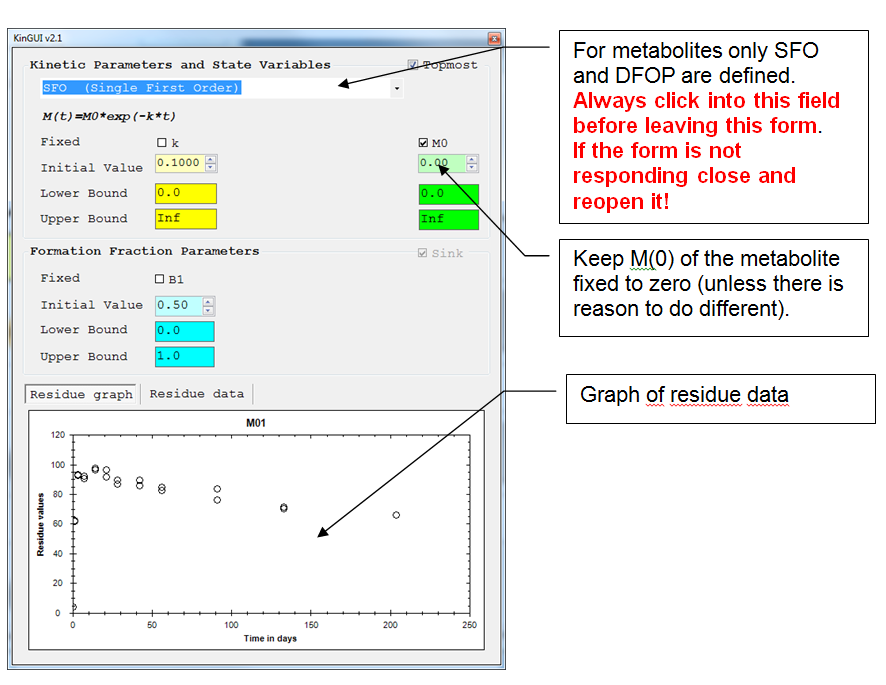 KinGUI v2.1
Kinetic Parameters and State Variables
Topmost
SFO (Single First Order)
M(t)=M0*exp(-k*t)
Fixed k M0
Initial Value 0.1000 0.00
Lower Bound 0.0 0.0
Upper Bound Inf Inf
Formation Fraction Parameters
Sink
Fixed B1
Initial Value 0.50
Lower Bound 0.0
Upper Bound 1.0
Residue graph Residue data
M01
120
100
80
60
40
20
0
Residue values
0 50 100 150 200 250
Time in days
For metabolites only SFO
and DFOP are defined.
Always click into this field
before leaving this form.
If the form is not
responding close and
reopen it!
Keep M(0) of the metabolite
fixed to zero (unless there is
reason to do different).
Graph of residue data